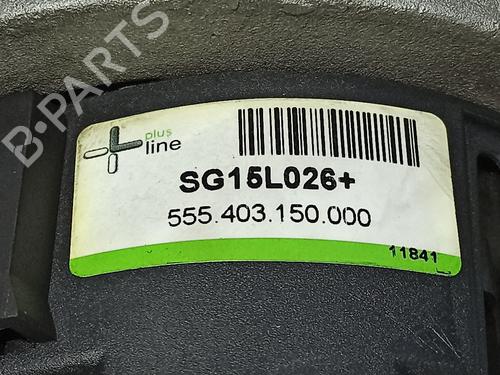 B-PARTS
plus
line
SG15L026+
555.403.150.000
11841